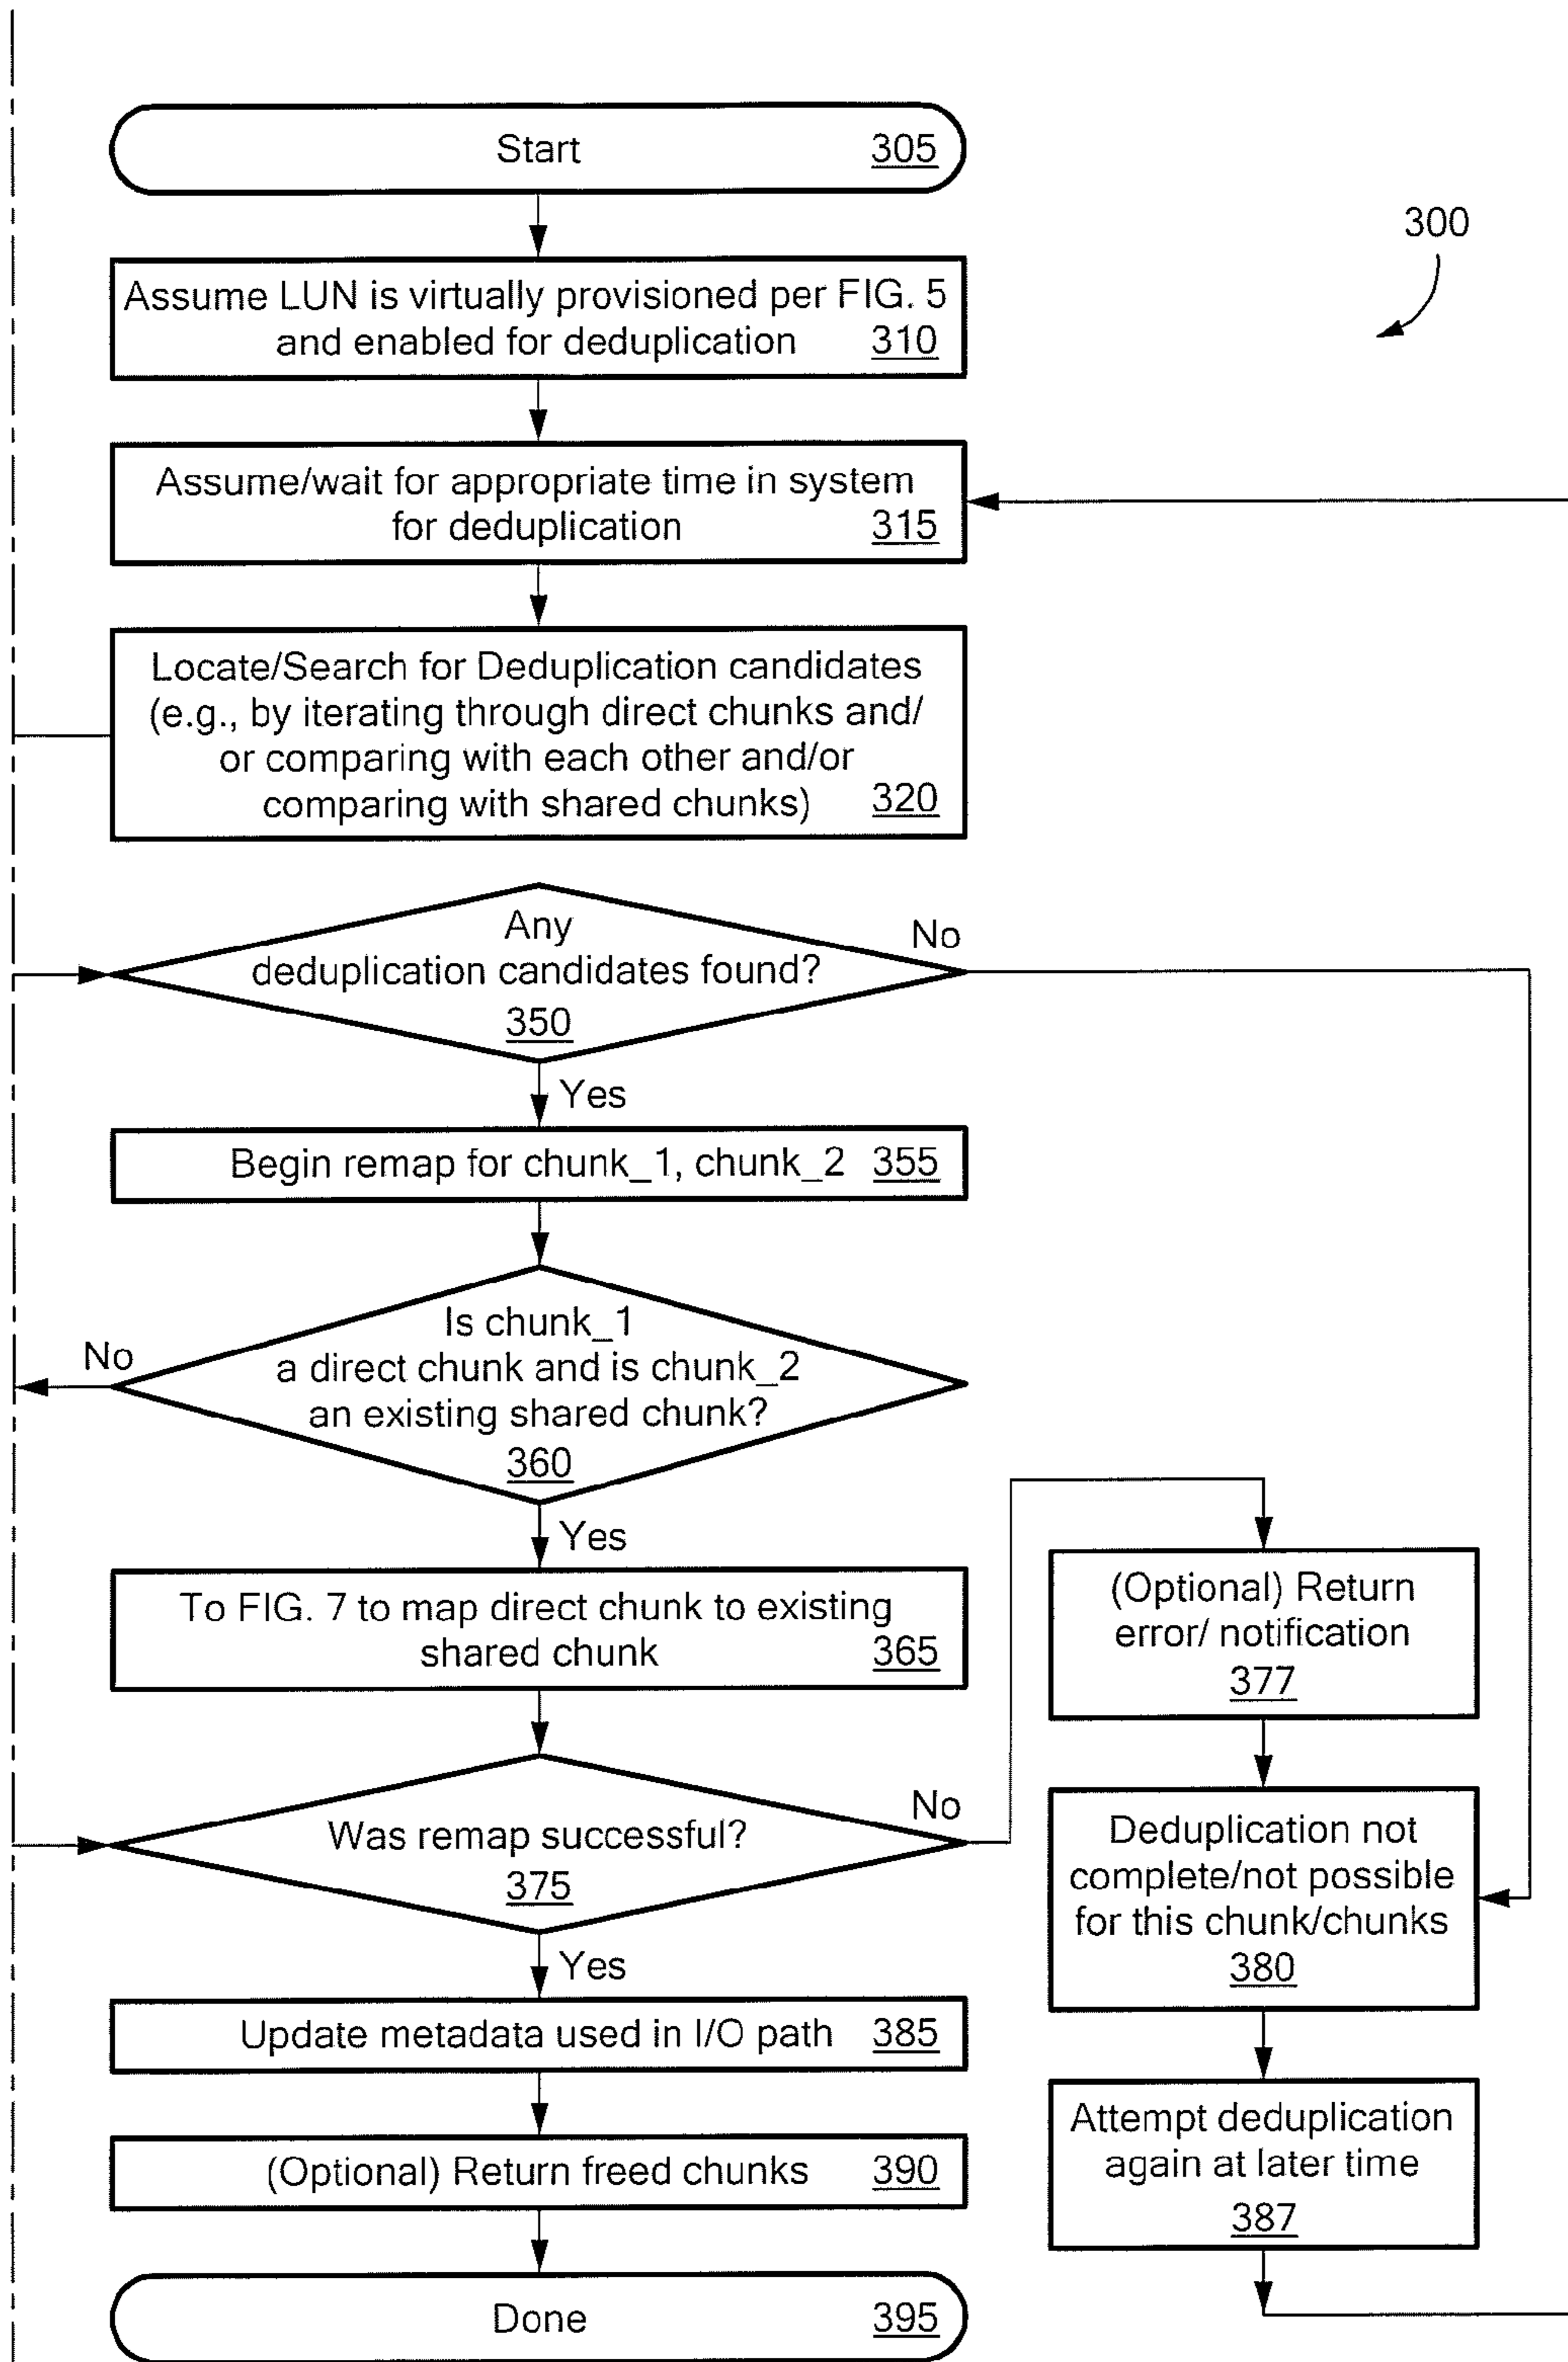 Start 305
300
Assume LUN is virtually provisioned per FIG. 5
and enabled for deduplication 310
Assume/wait for appropriate time in system
for deduplication 315
Locate/Search for Deduplication candidates
(e.g., by iterating through direct chunks and/
or comparing with each other and/or
comparing with shared chunks) 320
Any
deduplication candidates found?
350
No
Yes
Begin remap for chunk_1, chunk_2 355
Is chunk_1
a direct chunk and is chunk_2
an existing shared chunk?
360
No
Yes
To FIG. 7 to map direct chunk to existing
shared chunk 365
Was remap successful?
375
No
Yes
(Optional) Return
error/ notification
377
Deduplication not
complete/not possible
for this chunk/chunks
380
Attempt deduplication
again at later time
387
Update metadata used in I/O path 385
(Optional) Return freed chunks 390
Done 395